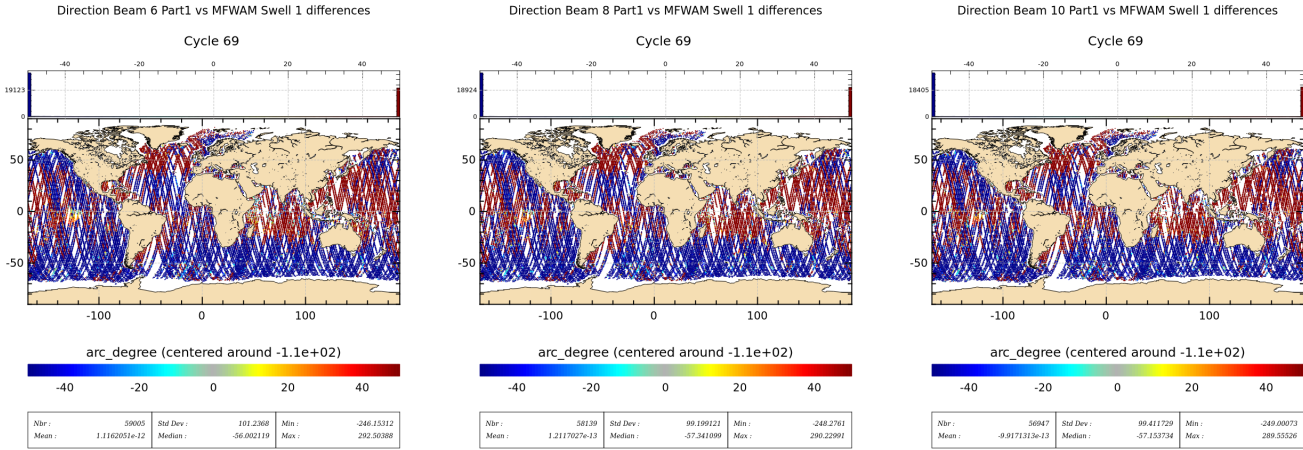 Direction Beam 6 Part1 vs MFWAM Swell 1 differences
Cycle 69
-40 -20 0 20 40
19123
0
50
0
-50
-100 0 100
arc_degree (centered around -1.1e+02)
-40 -20 0 20 40
Nbr : 59005 Std Dev : 101.2368 Min : -246.15312
Mean : 1.1162051e-12 Median : -56.002119 Max : 292.50388
Direction Beam 8 Part1 vs MFWAM Swell 1 differences
Cycle 69
-40 -20 0 20 40
18924
0
50
0
-50
-100 0 100
arc_degree (centered around -1.1e+02)
-40 -20 0 20 40
Nbr : 58139 Std Dev : 99.199121 Min : -248.2761
Mean : 1.2117027e-13 Median : -57.341099 Max : 290.22991
Direction Beam 10 Part1 vs MFWAM Swell 1 differences
Cycle 69
-40 -20 0 20 40
18405
0
50
0
-50
-100 0 100
arc_degree (centered around -1.1e+02)
-40 -20 0 20 40
Nbr : 56947 Std Dev : 99.411729 Min : -249.00073
Mean : -9.9171313e-13 Median : -57.153734 Max : 289.55526